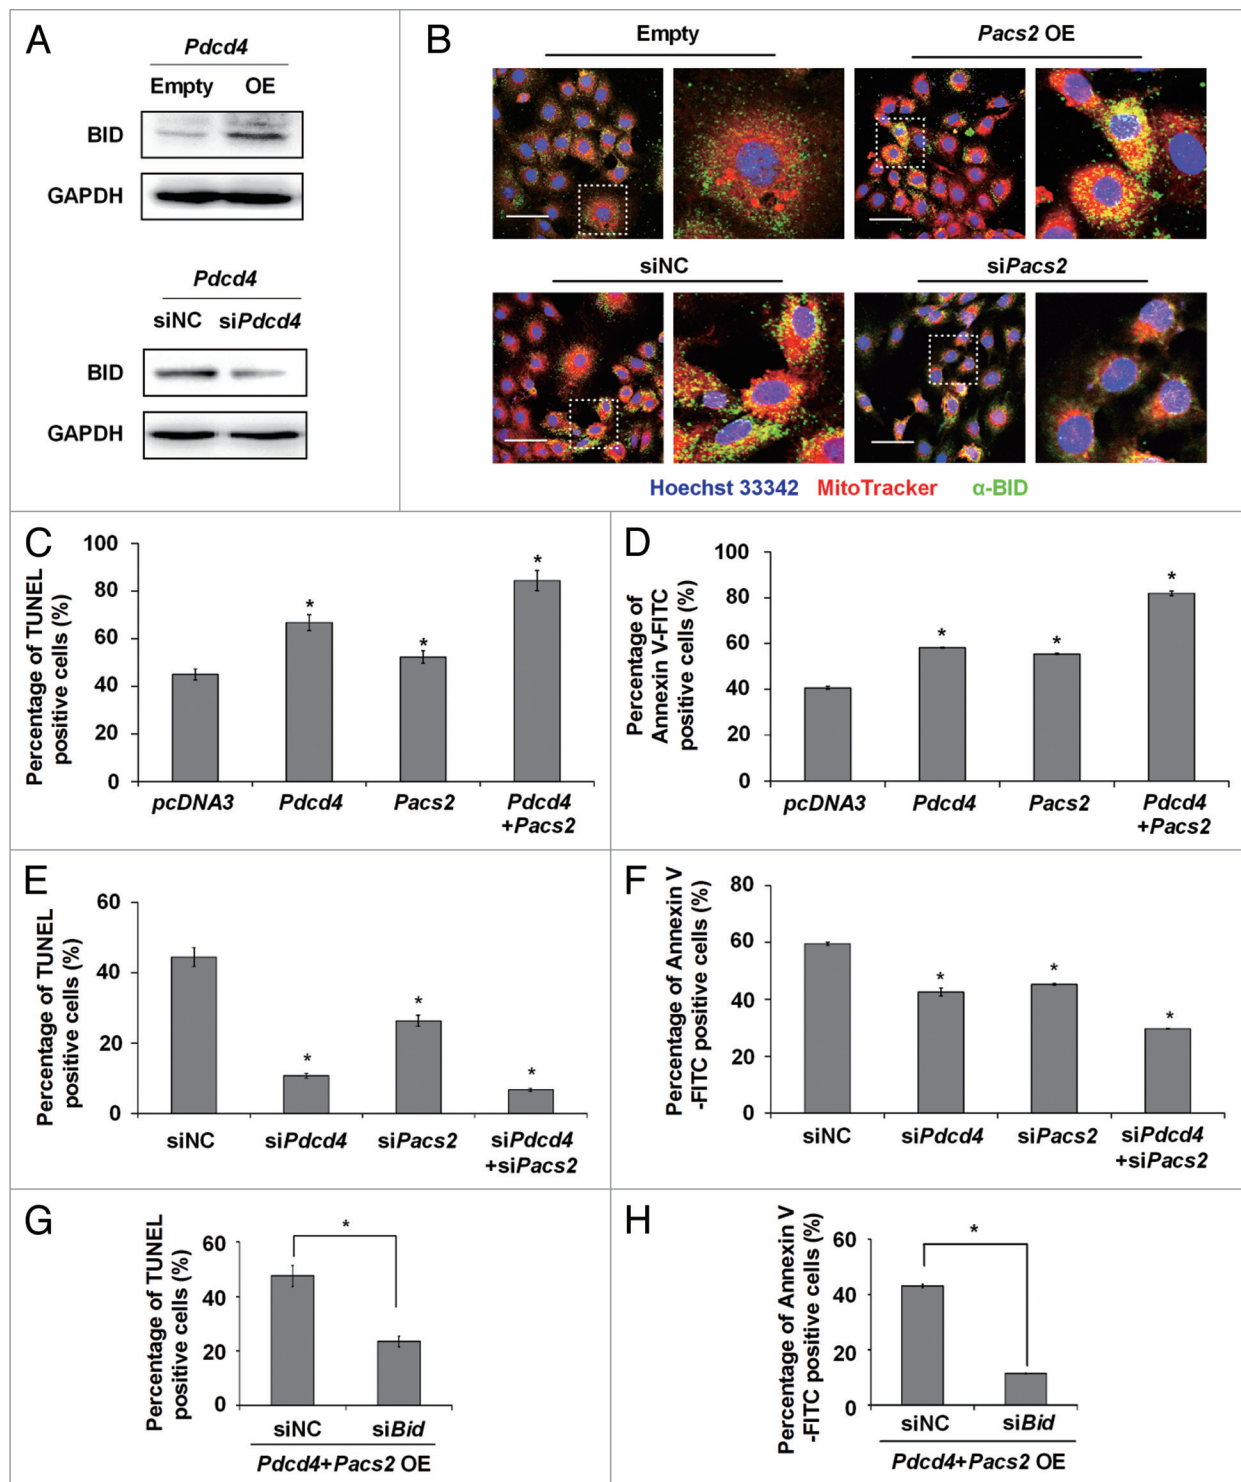 A
Pdcd4
Empty OE
BID
GAPDH
Pdcd4
siNC siPdcd4
BID
GAPDH
B
Empty
Pacs2 OE
siNC
siPacs2
Hoechst 33342 MitoTracker α-BID
C
Percentage of TUNEL
positive cells (%)
100
80
60
40
20
0
*
*
*
pcDNA3 Pdcd4 Pacs2 Pdcd4
+Pacs2
D
Percentage of
Annexin V-FITC
positive cells (%)
100
80
60
40
20
0
*
*
*
pcDNA3 Pdcd4 Pacs2 Pdcd4
+Pacs2
E
Percentage of TUNEL
positive cells (%)
60
40
20
0
*
*
*
siNC siPdcd4 siPacs2 siPdcd4
+siPacs2
F
Percentage of Annexin V
-FITC positive cells (%)
80
60
40
20
0
*
*
*
siNC siPdcd4 siPacs2 siPdcd4
+siPacs2
G
Percentage of TUNEL
positive cells (%)
60
40
20
0
*
siNC siBid
Pdcd4+Pacs2 OE
H
Percentage of Annexin V
-FITC positive cells (%)
60
40
20
0
*
siNC siBid
Pdcd4+Pacs2 OE